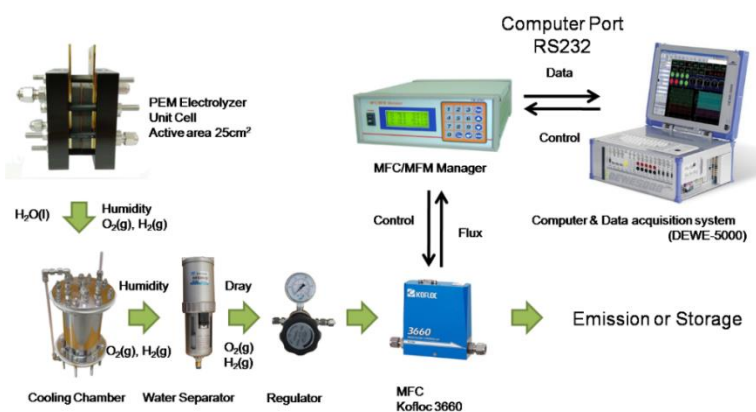 Computer Port
RS232
Data
Control
PEM Electrolyzer
Unit Cell
Active area 25cm²
MFC/MFM Manager
Computer & Data acquisition system
(DEWE-5000)
H₂O(l)
Humidity
O₂(g), H₂(g)
Control
Flux
Humidity
O₂(g), H₂(g)
Dray
O₂(g)
H₂(g)
KOFLOC
3660
Emission or Storage
Cooling Chamber
Water Separator
Regulator
MFC
Kofloc 3660